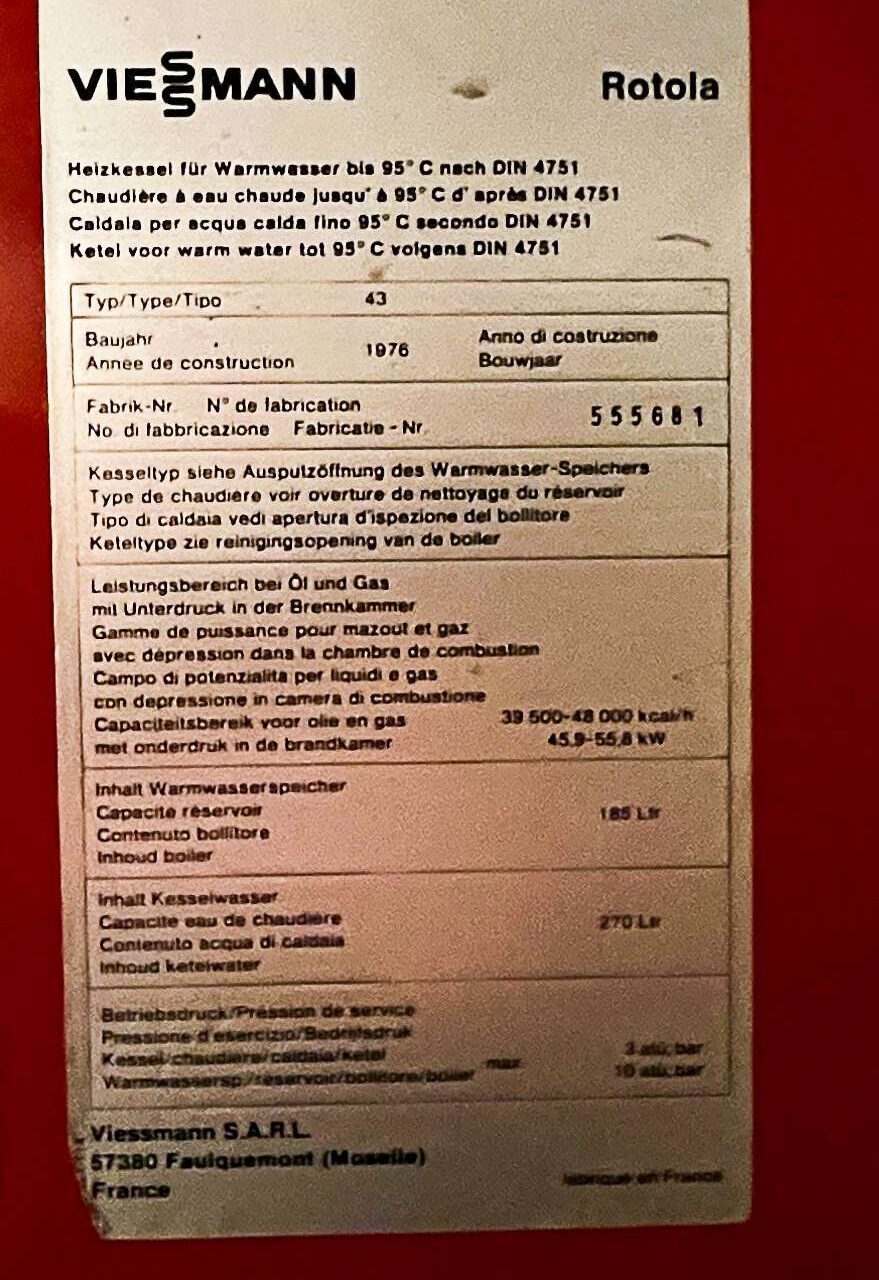 VIESSMANN Rotola
Heizkessel für Warmwasser bis 95° C nach DIN 4751
Chaudière à eau chaude jusqu' à 95° C d' après DIN 4751
Caldaia per acqua calda fino 95° C secondo DIN 4751
Ketel voor warm water tot 95° C volgens DIN 4751
Typ/Type/Tipo 43
Baujahr Anno di costruzione
1976
Année de construction Bouwjaar
Fabrik-Nr. N° de fabrication
No. di fabbricazione Fabricatie - Nr. 555681
Kesseltyp siehe Ausputzöffnung des Warmwasser-Speichers
Type de chaudière voir overture de nettoyage du réservoir
Tipo di caldaia vedi apertura d'ispezione del bollitore
Keteltype zie reinigingsopening van de boiler
Leistungsbereich bei Öl und Gas
mit Unterdruck in der Brennkammer
Gamme de puissance pour mazout et gaz
avec dépression dans la chambre de combustion
Campo di potenzialita per liquidi e gas
con depressione in camera di combustione
Capaciteitsbereik voor olie en gas 39 500-48 000 kcal/h
met onderdruk in de brandkamer 45,9-55,8 kW
Inhalt Warmwasserspeicher
Capacité réservoir 185 Ltr
Contenuto bollitore
Inhoud boiler
Inhalt Kesselwasser
Capacité eau de chaudière 270 Ltr
Contenuto acqua di caldaia
Inhoud ketelwater
Betriebsdruck/Pression de service
Pressione d'esercizio/Bedrijfsdruk
Kessel/chaudière/caldaia/ketel max. 3 atü; bar
Warmwassersp./réservoir/bollitore/boiler 10 atü; bar
Viessmann S.A.R.L.
57380 Faulquemont (Moselle)
France fabriqué en France